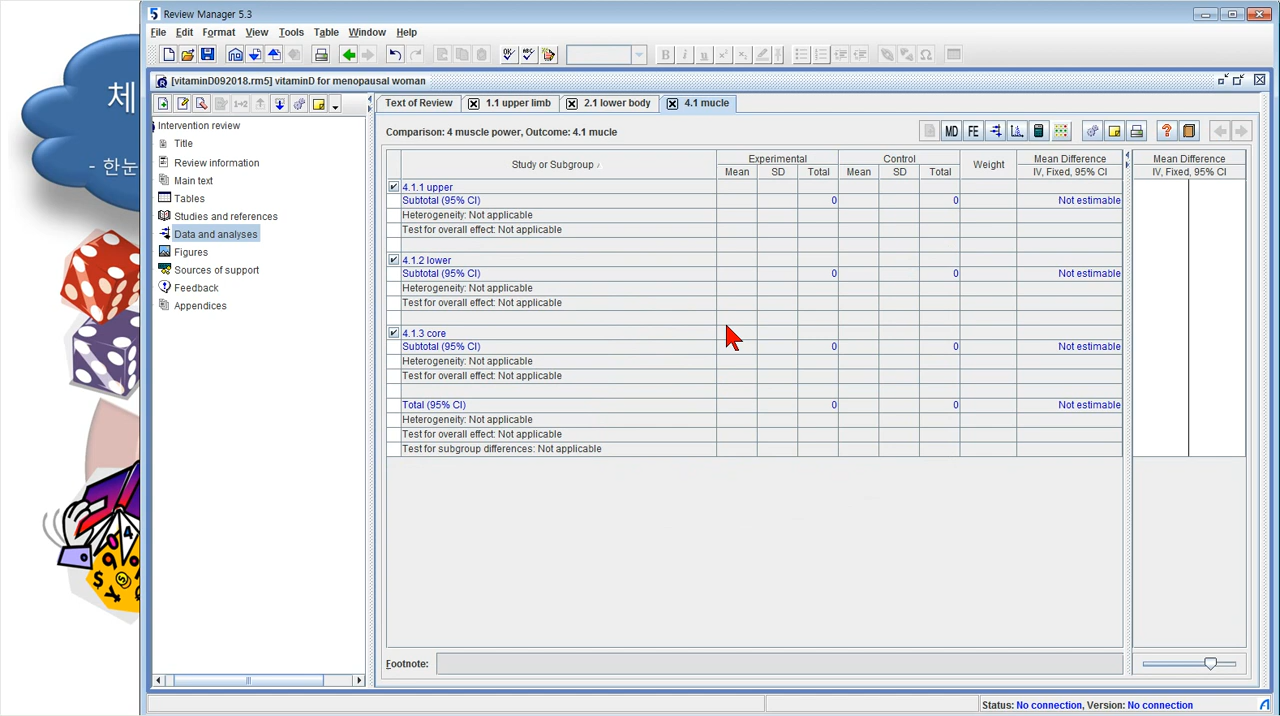 체
- 한눈
5 Review Manager 5.3
File Edit Format View Tools Table Window Help
[vitaminD092018.rm5] vitaminD for menopausal woman
Intervention review
Title
Review information
Main text
Tables
Studies and references
Data and analyses
Figures
Sources of support
Feedback
Appendices
Text of Review 1.1 upper limb 2.1 lower body 4.1 mucle
Comparison: 4 muscle power, Outcome: 4.1 mucle
MD FE
Study or Subgroup Experimental Control Weight Mean Difference Mean Difference
Mean SD Total Mean SD Total IV, Fixed, 95% CI IV, Fixed, 95% CI
4.1.1 upper
Subtotal (95% CI) 0 0 Not estimable
Heterogeneity: Not applicable
Test for overall effect: Not applicable
4.1.2 lower
Subtotal (95% CI) 0 0 Not estimable
Heterogeneity: Not applicable
Test for overall effect: Not applicable
4.1.3 core
Subtotal (95% CI) 0 0 Not estimable
Heterogeneity: Not applicable
Test for overall effect: Not applicable
Total (95% CI) 0 0 Not estimable
Heterogeneity: Not applicable
Test for overall effect: Not applicable
Test for subgroup differences: Not applicable
Footnote:
Status: No connection, Version: No connection